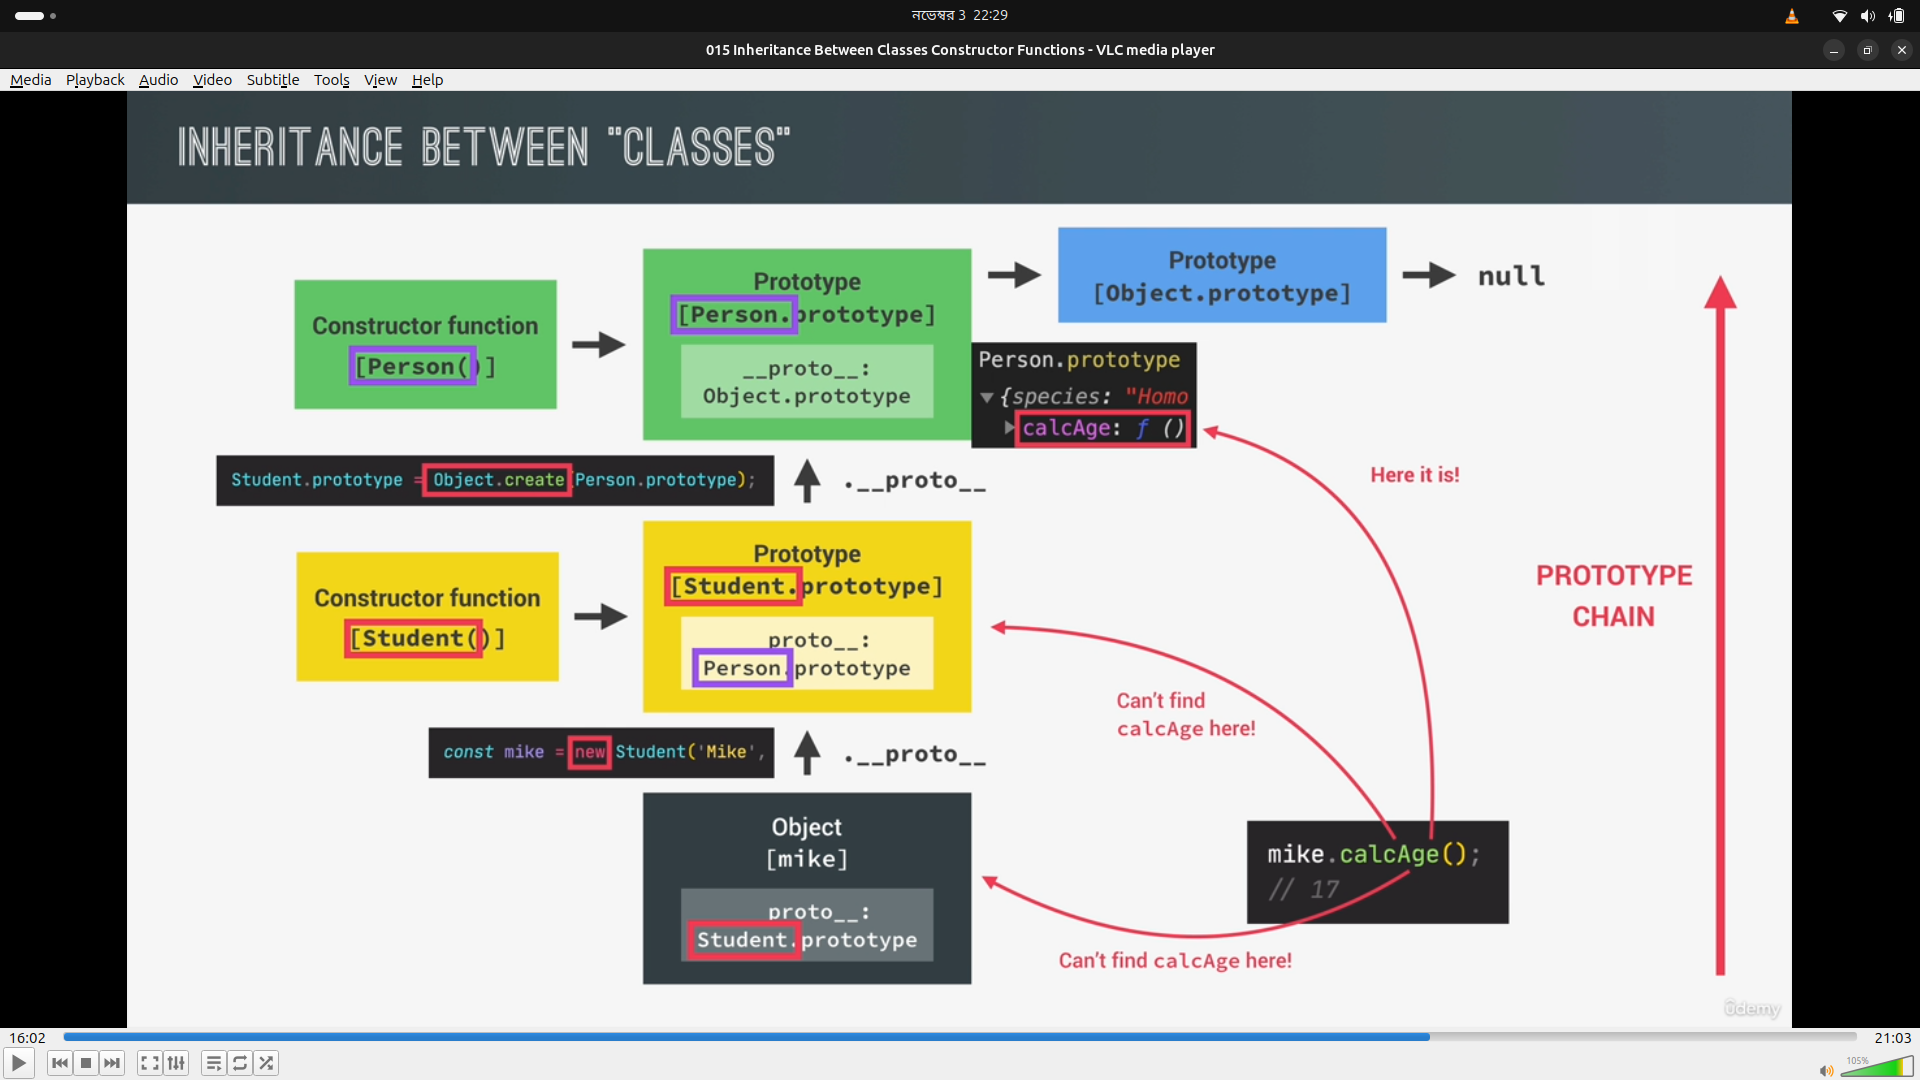 নভেম্বর 3 22:29
015 Inheritance Between Classes Constructor Functions - VLC media player
Media Playback Audio Video Subtitle Tools View Help
INHERITANCE BETWEEN "CLASSES"
Constructor function
[Person()]
Prototype
[Person.prototype]
__proto__:
Object.prototype
Prototype
[Object.prototype]
null
Person.prototype
{species: "Homo
calcAge: ƒ ()
Here it is!
Student.prototype = Object.create(Person.prototype);
.__proto__
Constructor function
[Student()]
Prototype
[Student.prototype]
proto__:
Person.prototype
PROTOTYPE
CHAIN
Can't find
calcAge here!
const mike = new Student('Mike',
.__proto__
Object
[mike]
proto__:
Student.prototype
mike.calcAge();
// 17
Can't find calcAge here!
ûdemy
16:02
21:03
105%